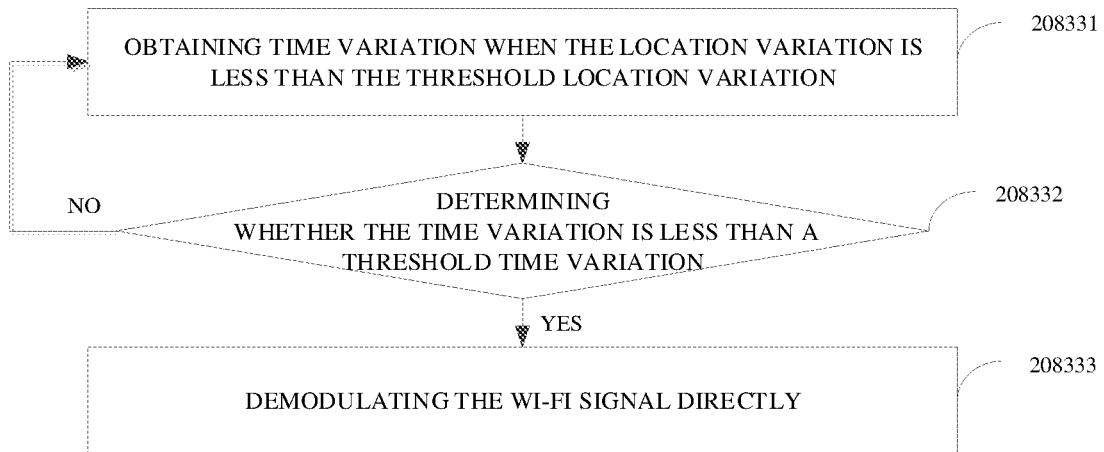 208331
OBTAINING TIME VARIATION WHEN THE LOCATION VARIATION IS
LESS THAN THE THRESHOLD LOCATION VARIATION
NO
208332
DETERMINING
WHETHER THE TIME VARIATION IS LESS THAN A
THRESHOLD TIME VARIATION
YES
208333
DEMODULATING THE WI-FI SIGNAL DIRECTLY